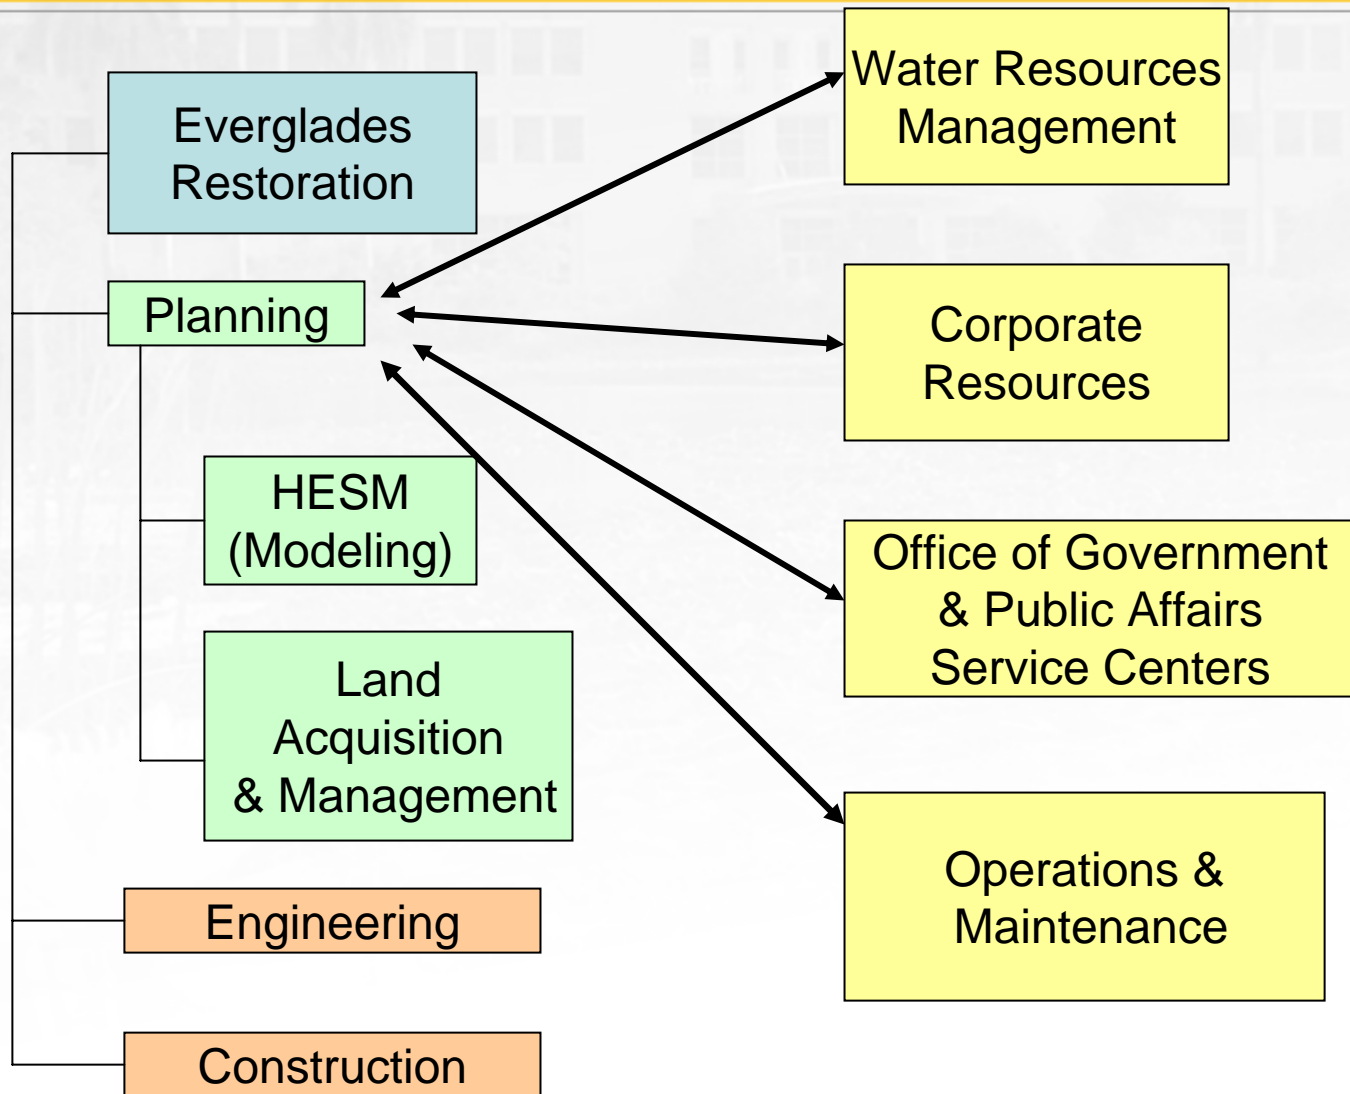 Everglades
Restoration
Planning
HESM
(Modeling)
Land
Acquisition
& Management
Engineering
Construction
Water Resources
Management
Corporate
Resources
Office of Government
& Public Affairs
Service Centers
Operations &
Maintenance